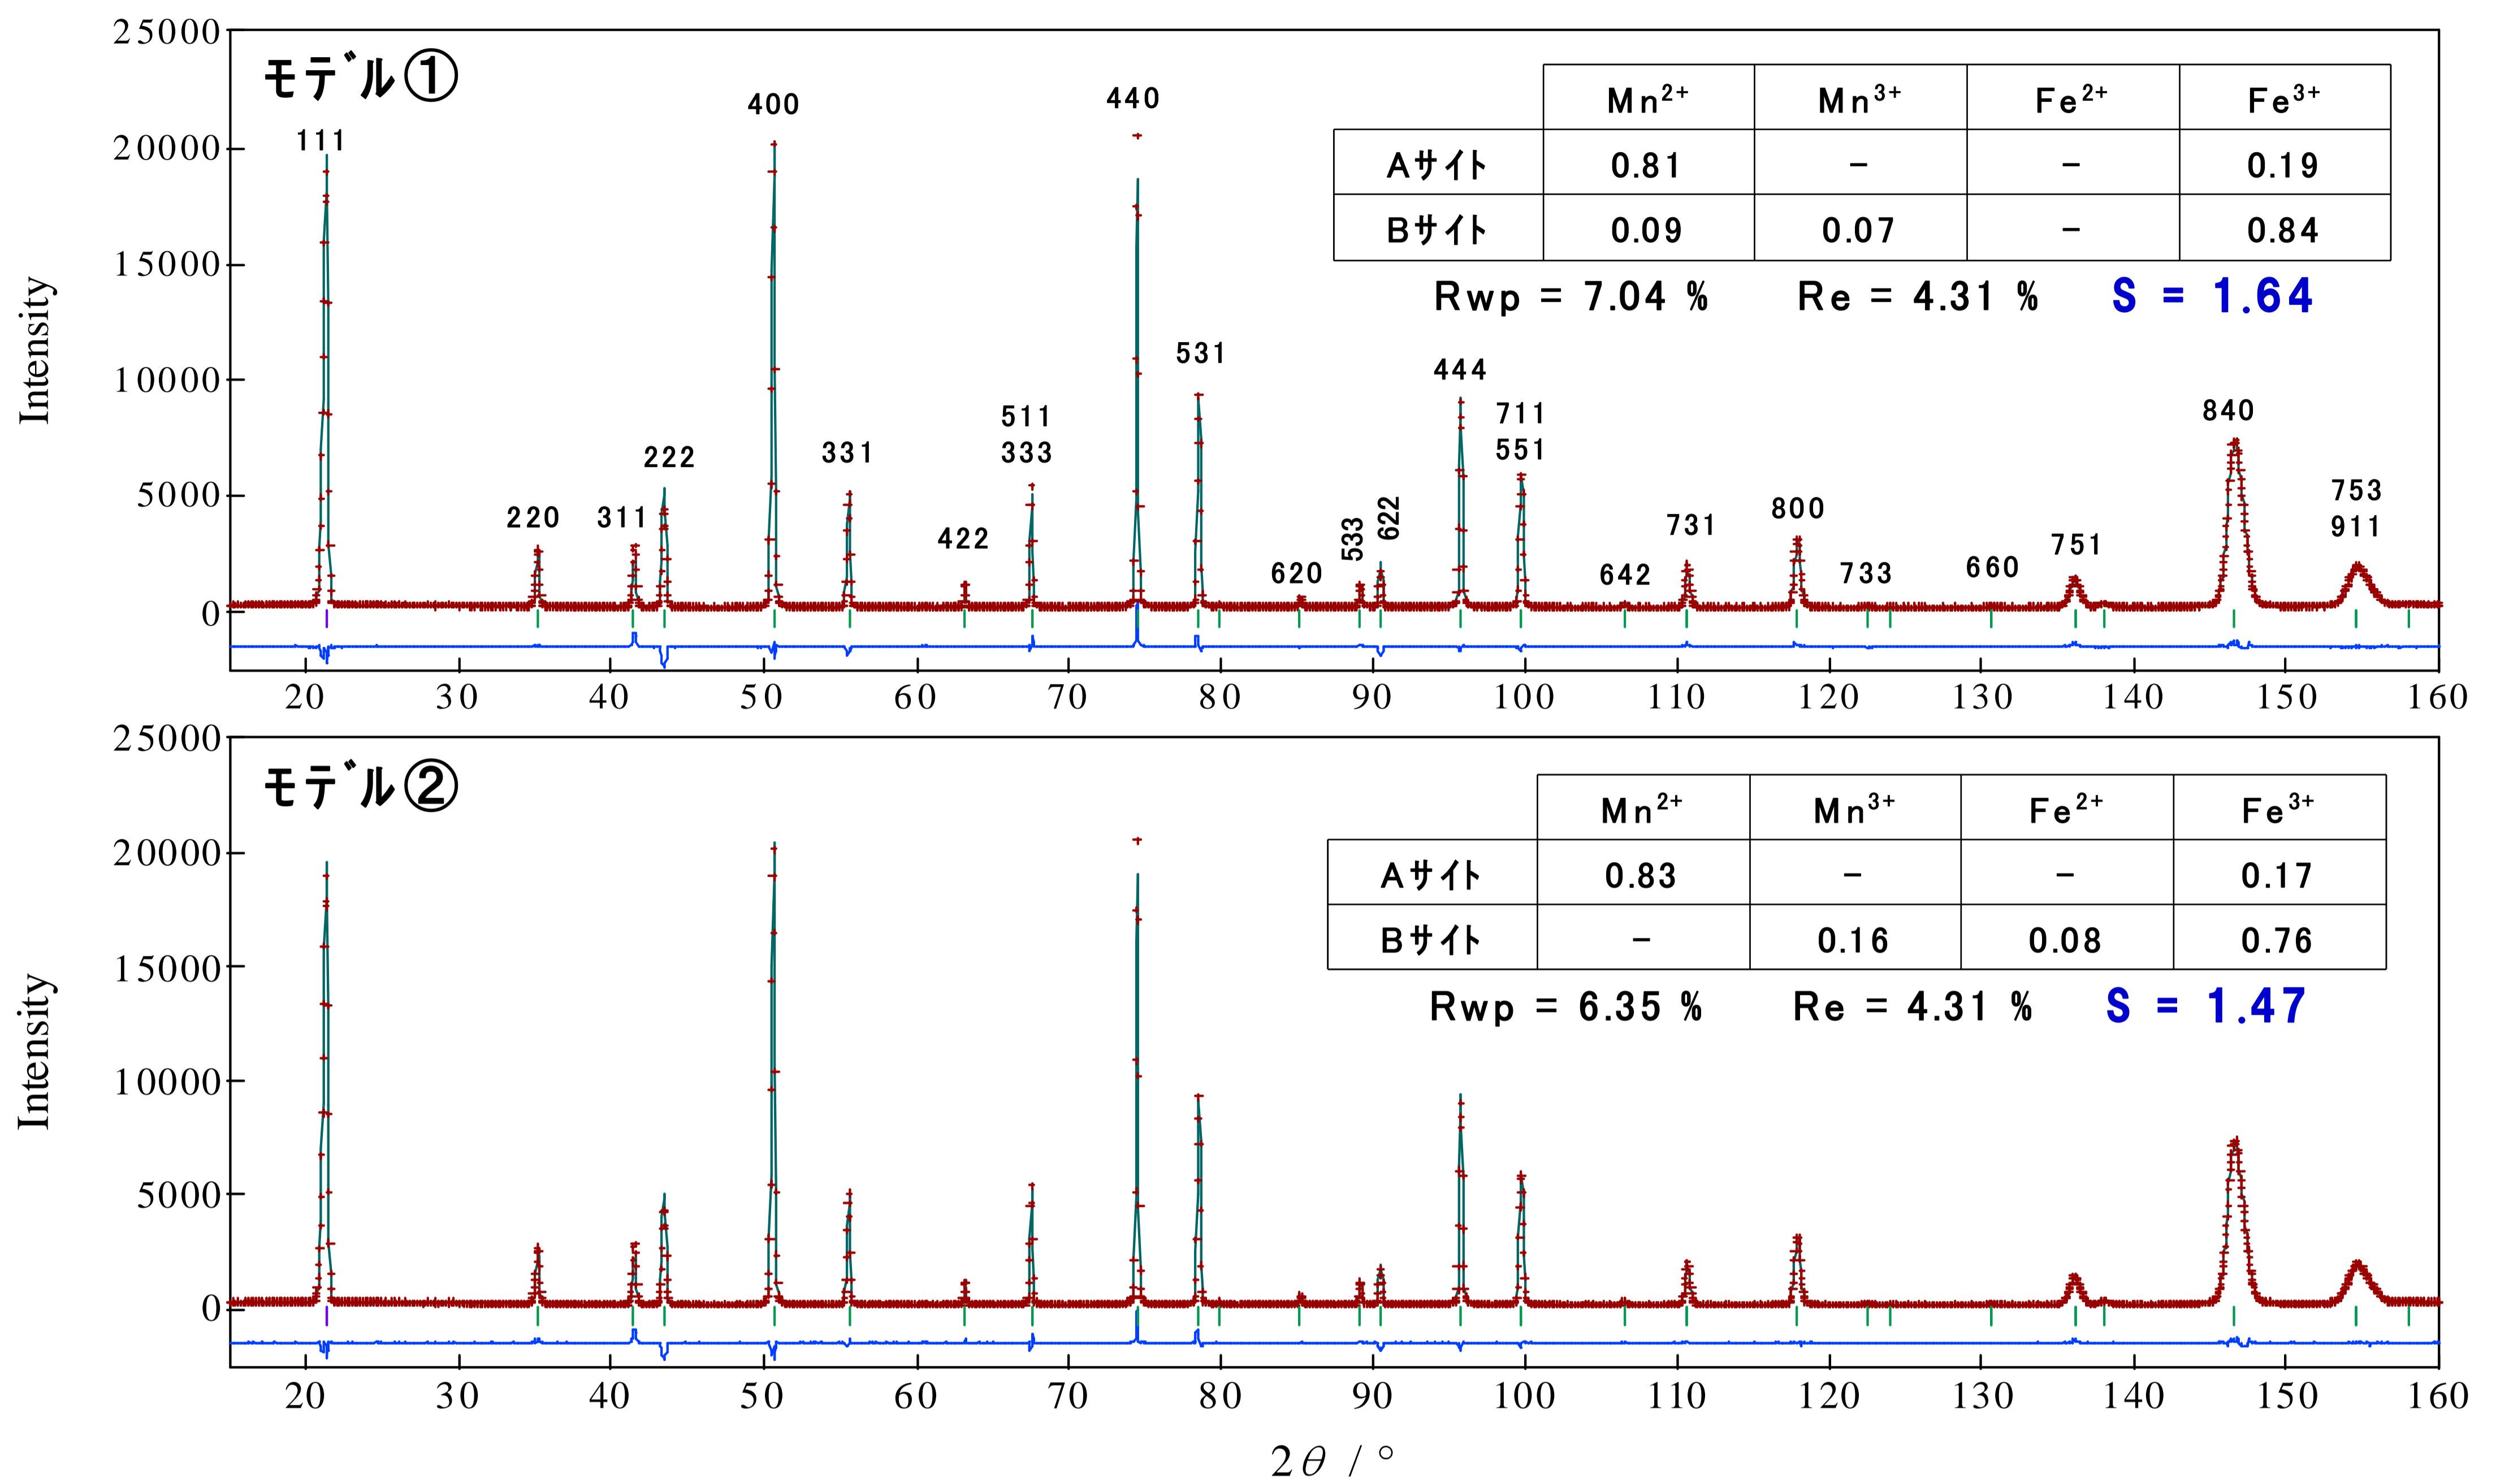 モデル①
Intensity
25000
20000
15000
10000
5000
0
111
220
311
222
400
331
422
511
333
440
531
620
533
622
444
711
551
642
731
800
733
660
751
840
753
911
Mn2+ Mn3+ Fe2+ Fe3+
Aサイト 0.81 － － 0.19
Bサイト 0.09 0.07 － 0.84
Rwp = 7.04 % Re = 4.31 % S = 1.64
20 30 40 50 60 70 80 90 100 110 120 130 140 150 160
モデル②
Intensity
25000
20000
15000
10000
5000
0
Mn2+ Mn3+ Fe2+ Fe3+
Aサイト 0.83 － － 0.17
Bサイト － 0.16 0.08 0.76
Rwp = 6.35 % Re = 4.31 % S = 1.47
20 30 40 50 60 70 80 90 100 110 120 130 140 150 160
2θ / °